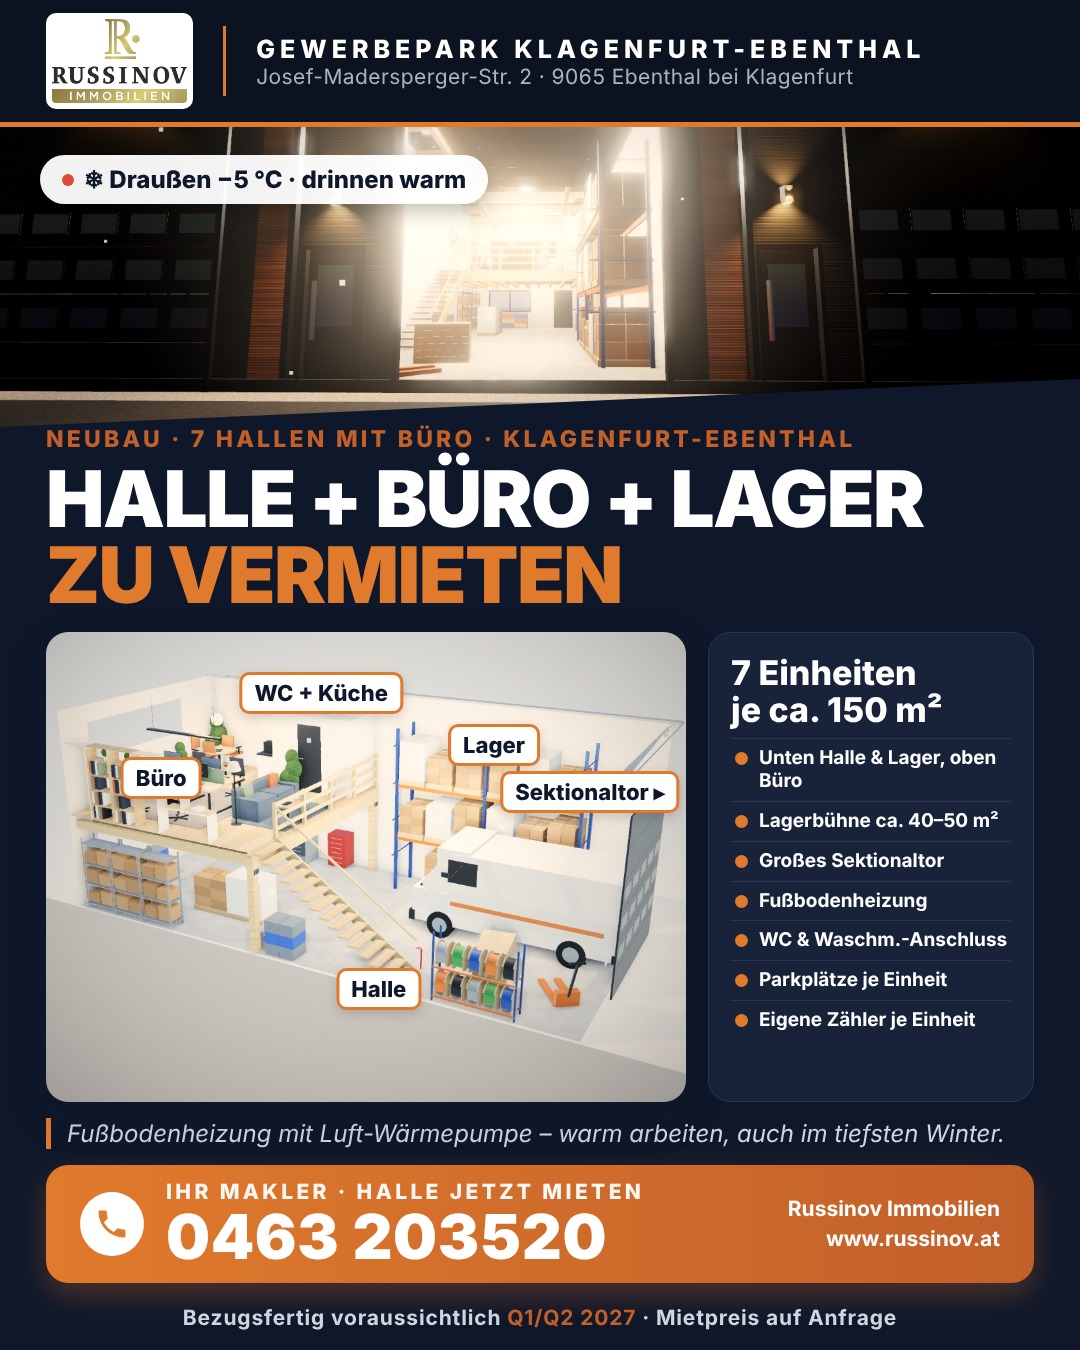 R
RUSSINOV
IMMOBILIEN
GEWERBEPARK KLAGENFURT-EBENTHAL
Josef-Madersperger-Str. 2 · 9065 Ebenthal bei Klagenfurt
❄ Draußen −5 °C · drinnen warm
NEUBAU · 7 HALLEN MIT BÜRO · KLAGENFURT-EBENTHAL
HALLE + BÜRO + LAGER
ZU VERMIETEN
WC + Küche
Lager
Büro
Sektionaltor ▸
Halle
7 Einheiten
je ca. 150 m²
Unten Halle & Lager, oben
Büro
Lagerbühne ca. 40–50 m²
Großes Sektionaltor
Fußbodenheizung
WC & Waschm.-Anschluss
Parkplätze je Einheit
Eigene Zähler je Einheit
Fußbodenheizung mit Luft-Wärmepumpe – warm arbeiten, auch im tiefsten Winter.
IHR MAKLER · HALLE JETZT MIETEN
0463 203520
Russinov Immobilien
www.russinov.at
Bezugsfertig voraussichtlich Q1/Q2 2027 · Mietpreis auf Anfrage